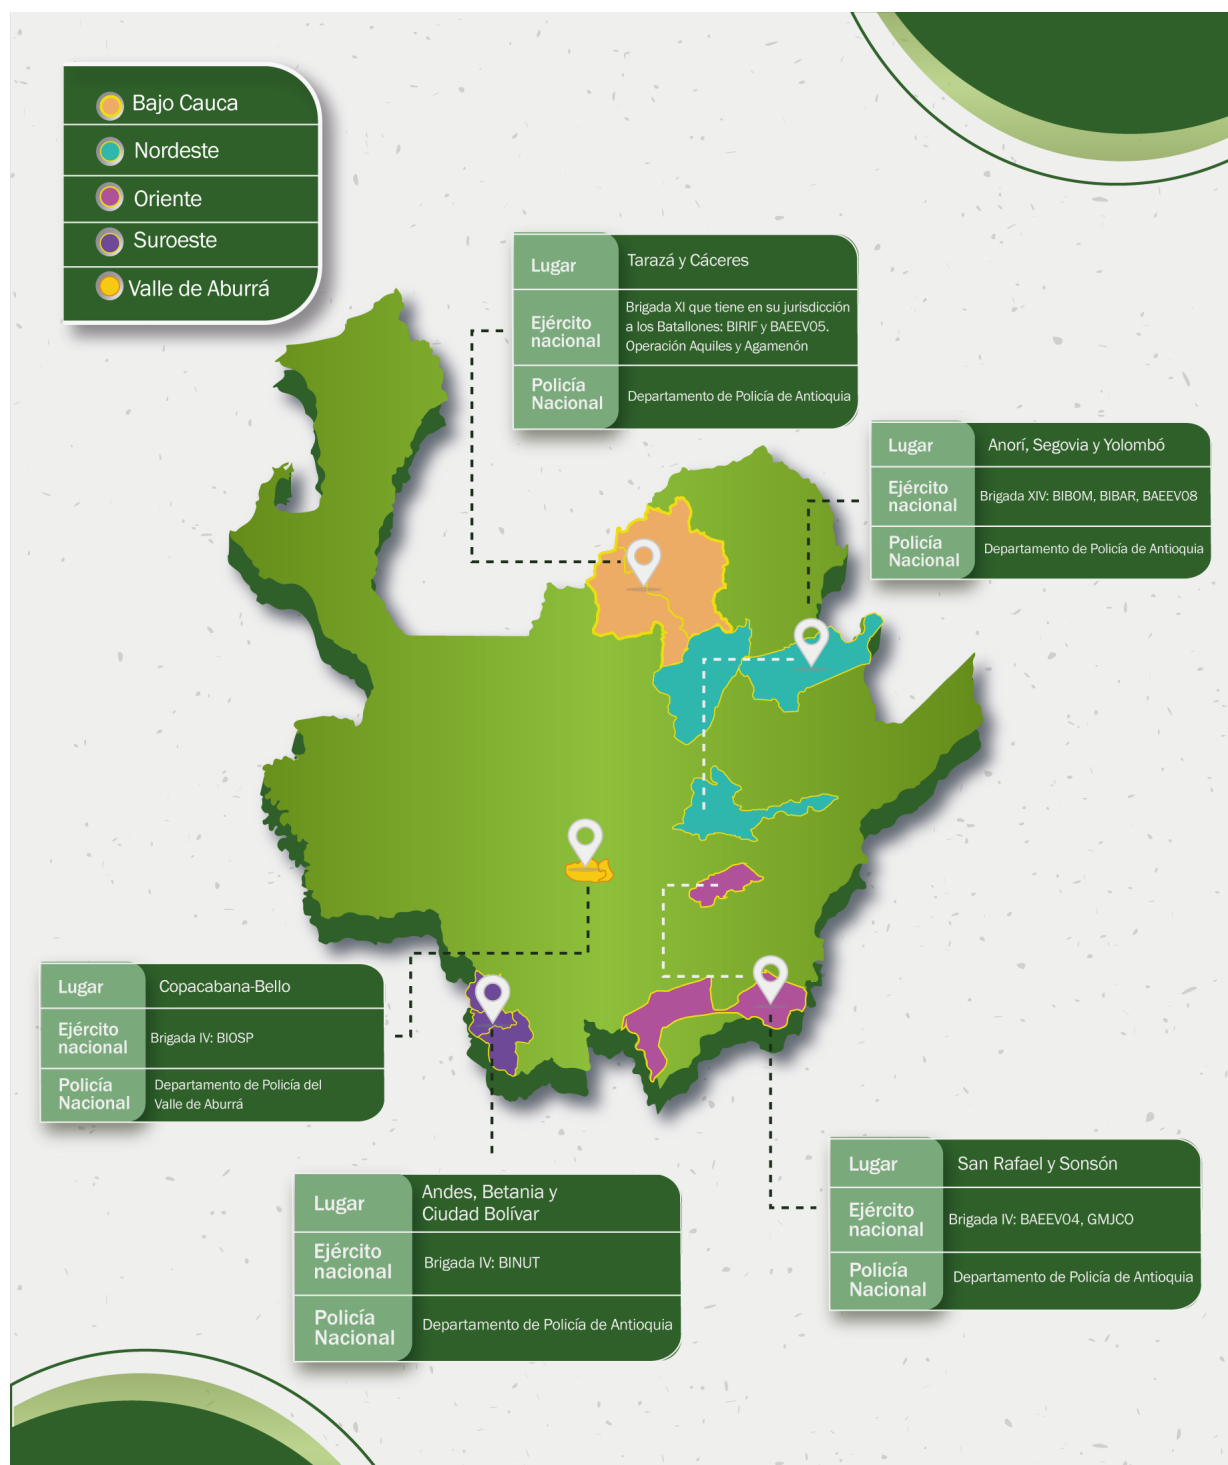 Bajo Cauca
Nordeste
Oriente
Suroeste
Valle de Aburrá
Lugar
Tarazá y Cáceres
Ejército
nacional
Brigada XI que tiene en su jurisdicción
a los Batallones: BIRIF y BAEEV05.
Operación Aquiles y Agamenón
Policía
Nacional
Departamento de Policía de Antioquia
Lugar
Anorí, Segovia y Yolombó
Ejército
nacional
Brigada XIV: BIBOM, BIBAR, BAEEV08
Policía
Nacional
Departamento de Policía de Antioquia
Lugar
Copacabana-Bello
Ejército
nacional
Brigada IV: BIOSP
Policía
Nacional
Departamento de Policía del
Valle de Aburrá
Lugar
Andes, Betania y
Ciudad Bolívar
Ejército
nacional
Brigada IV: BINUT
Policía
Nacional
Departamento de Policía de Antioquia
Lugar
San Rafael y Sonsón
Ejército
nacional
Brigada IV: BAEEV04, GMJCO
Policía
Nacional
Departamento de Policía de Antioquia